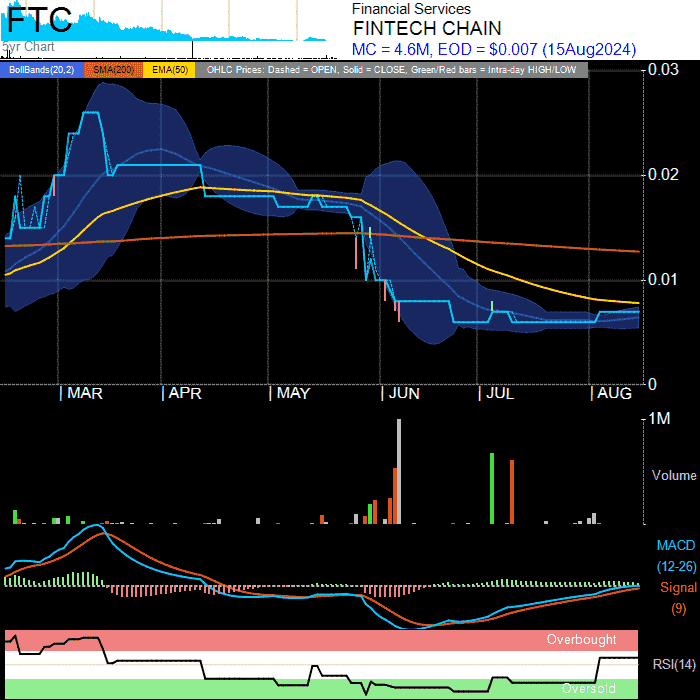 FTC
5yr Chart
Financial Services
FINTECH CHAIN
MC = 4.6M, EOD = $0.007 (15Aug2024)
BollBands(20,2) SMA(200) EMA(50) OHLC Prices: Dashed = OPEN, Solid = CLOSE, Green/Red bars = Intra-day HIGH/LOW
0.03
0.02
0.01
0
| MAR | APR | MAY | JUN | JUL | AUG
1M
Volume
MACD
(12-26)
Signal
(9)
Overbought
RSI(14)
Oversold